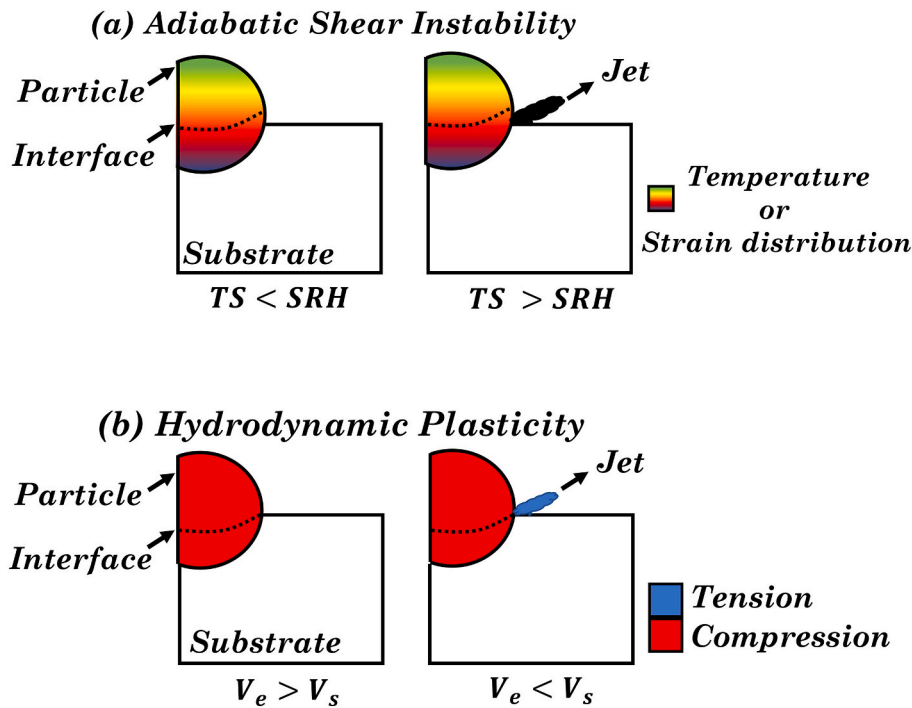 (a) Adiabatic Shear Instability
Particle
Interface
Substrate
TS < SRH
Jet
TS > SRH
Temperature
or
Strain distribution
(b) Hydrodynamic Plasticity
Particle
Interface
Substrate
Vₑ > Vₛ
Jet
Vₑ < Vₛ
Tension
Compression